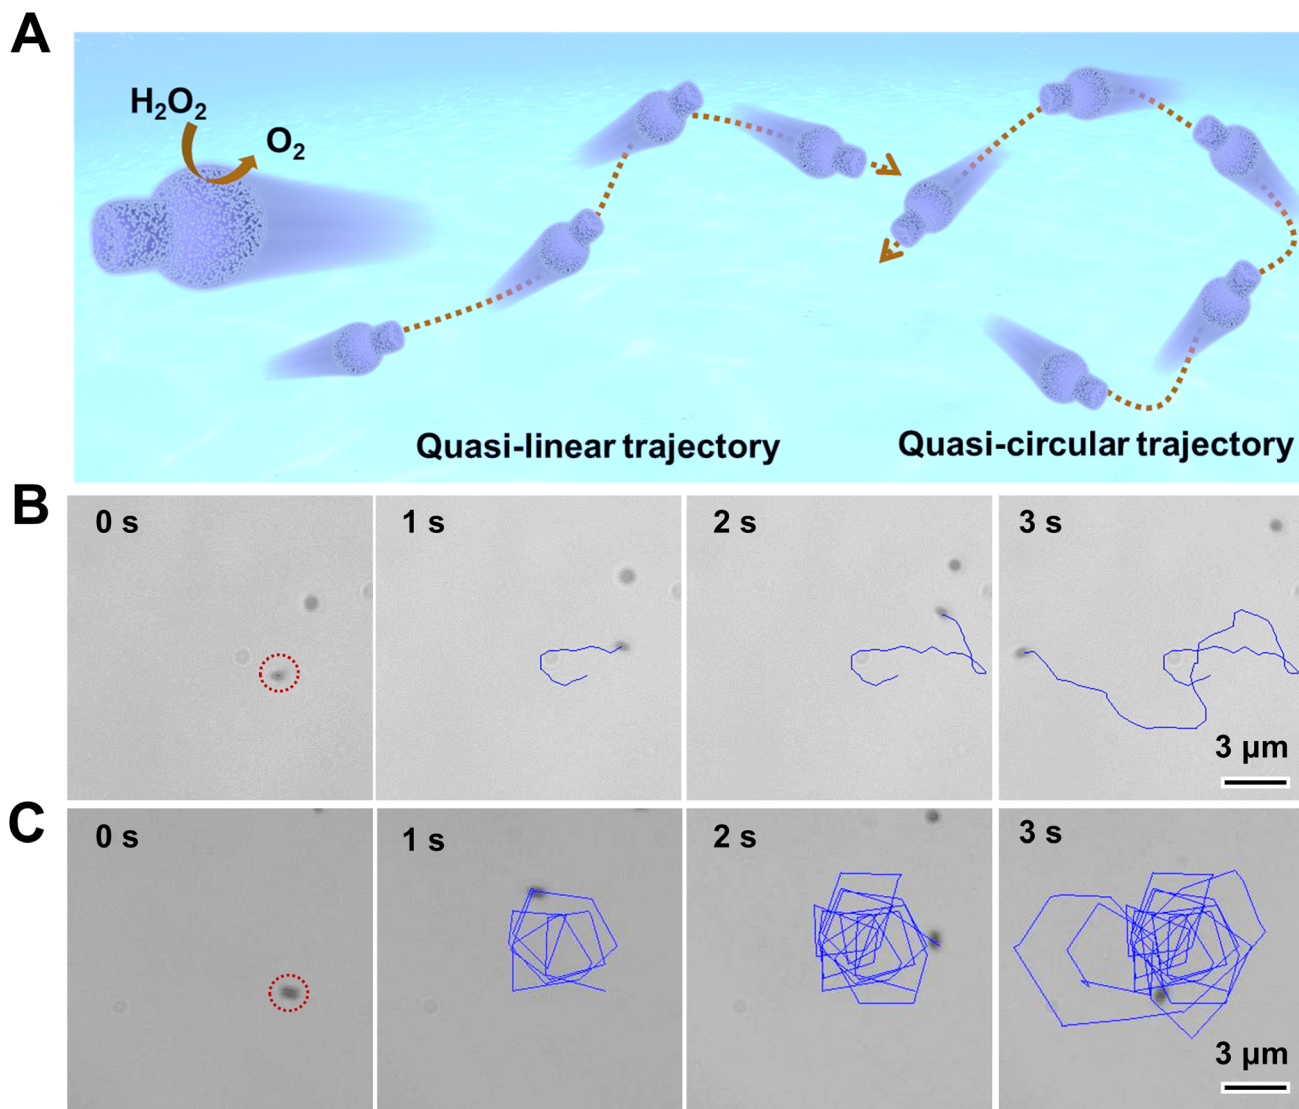 A
H₂O₂
O₂
Quasi-linear trajectory
Quasi-circular trajectory
B
0 s
1 s
2 s
3 s
3 μm
C
0 s
1 s
2 s
3 s
3 μm